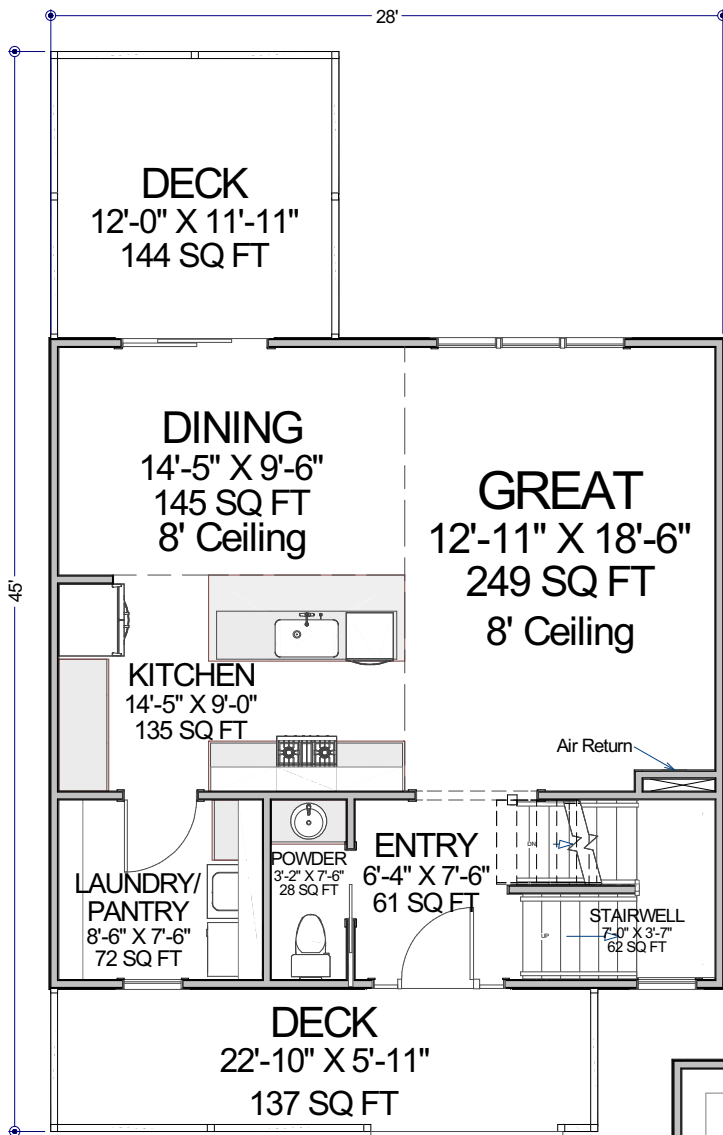 28'
45'
DECK
12'-0" X 11'-11"
144 SQ FT
DINING
14'-5" X 9'-6"
145 SQ FT
8' Ceiling
GREAT
12'-11" X 18'-6"
249 SQ FT
8' Ceiling
KITCHEN
14'-5" X 9'-0"
135 SQ FT
Air Return
LAUNDRY/
PANTRY
8'-6" X 7'-6"
72 SQ FT
POWDER
3'-2" X 7'-6"
28 SQ FT
ENTRY
6'-4" X 7'-6"
61 SQ FT
DN
UP
STAIRWELL
7'-0" X 3'-7"
62 SQ FT
DECK
22'-10" X 5'-11"
137 SQ FT